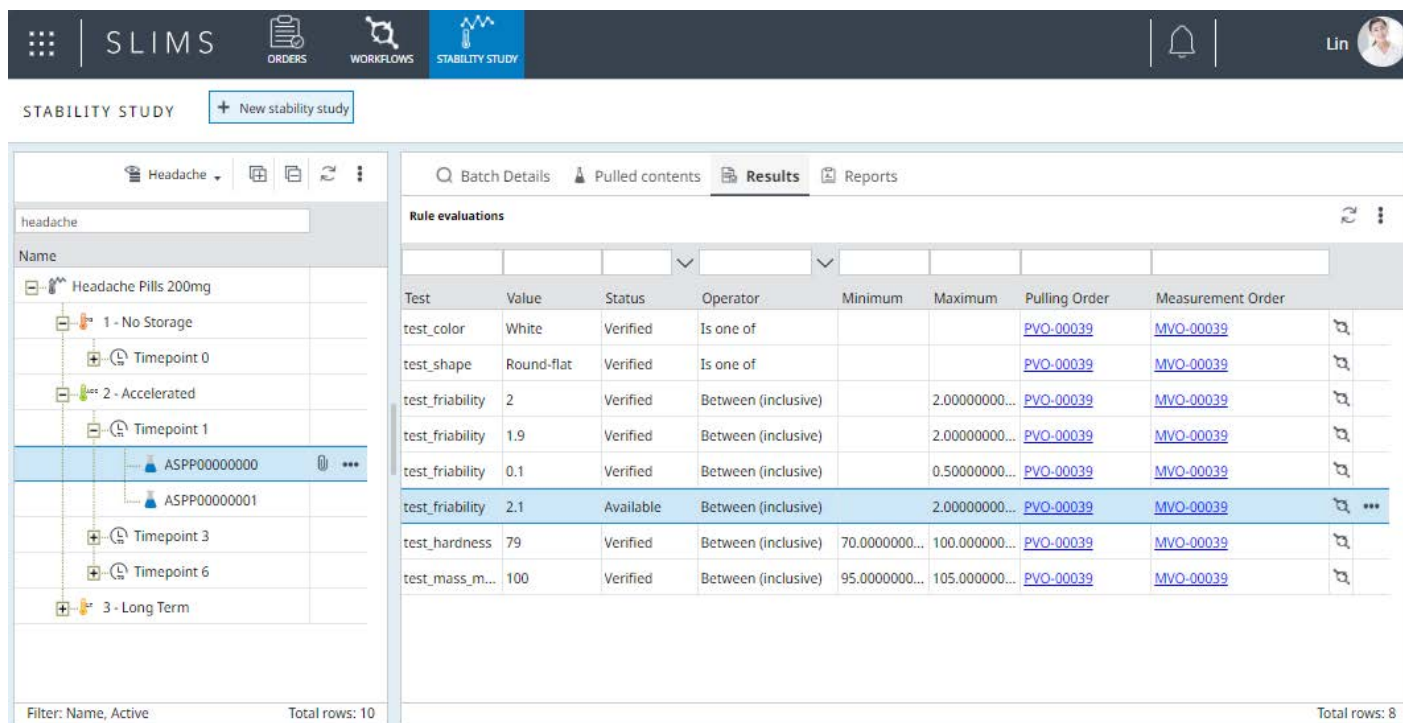 SLIMS
ORDERS
WORKFLOWS
STABILITY STUDY
Lin
STABILITY STUDY
+ New stability study
Headache
headache
Name
Headache Pills 200mg
1 - No Storage
Timepoint 0
2 - Accelerated
Timepoint 1
ASPP00000000
ASPP00000001
Timepoint 3
Timepoint 6
3 - Long Term
Filter: Name, Active Total rows: 10
Batch Details Pulled contents Results Reports
Rule evaluations
Test Value Status Operator Minimum Maximum Pulling Order Measurement Order
test_color White Verified Is one of PVO-00039 MVO-00039
test_shape Round-flat Verified Is one of PVO-00039 MVO-00039
test_friability 2 Verified Between (inclusive) 2.00000000... PVO-00039 MVO-00039
test_friability 1.9 Verified Between (inclusive) 2.00000000... PVO-00039 MVO-00039
test_friability 0.1 Verified Between (inclusive) 0.50000000... PVO-00039 MVO-00039
test_friability 2.1 Available Between (inclusive) 2.00000000... PVO-00039 MVO-00039
test_hardness 79 Verified Between (inclusive) 70.0000000... 100.000000... PVO-00039 MVO-00039
test_mass_m... 100 Verified Between (inclusive) 95.0000000... 105.000000... PVO-00039 MVO-00039
Total rows: 8